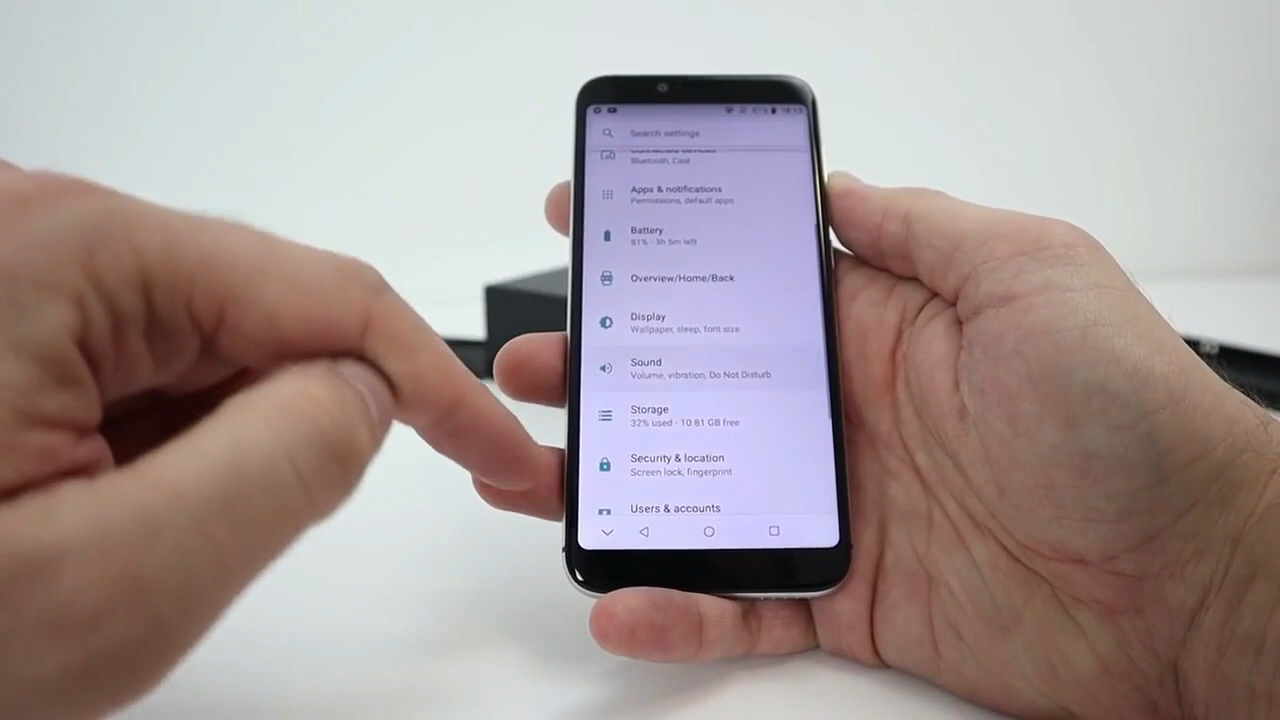 Search settings
Connected devices
Bluetooth, Cast
Apps & notifications
Permissions, default apps
Battery
81% - 3h 5m left
Overview/Home/Back
Display
Wallpaper, sleep, font size
Sound
Volume, vibration, Do Not Disturb
Storage
32% used - 10.81 GB free
Security & location
Screen lock, fingerprint
Users & accounts